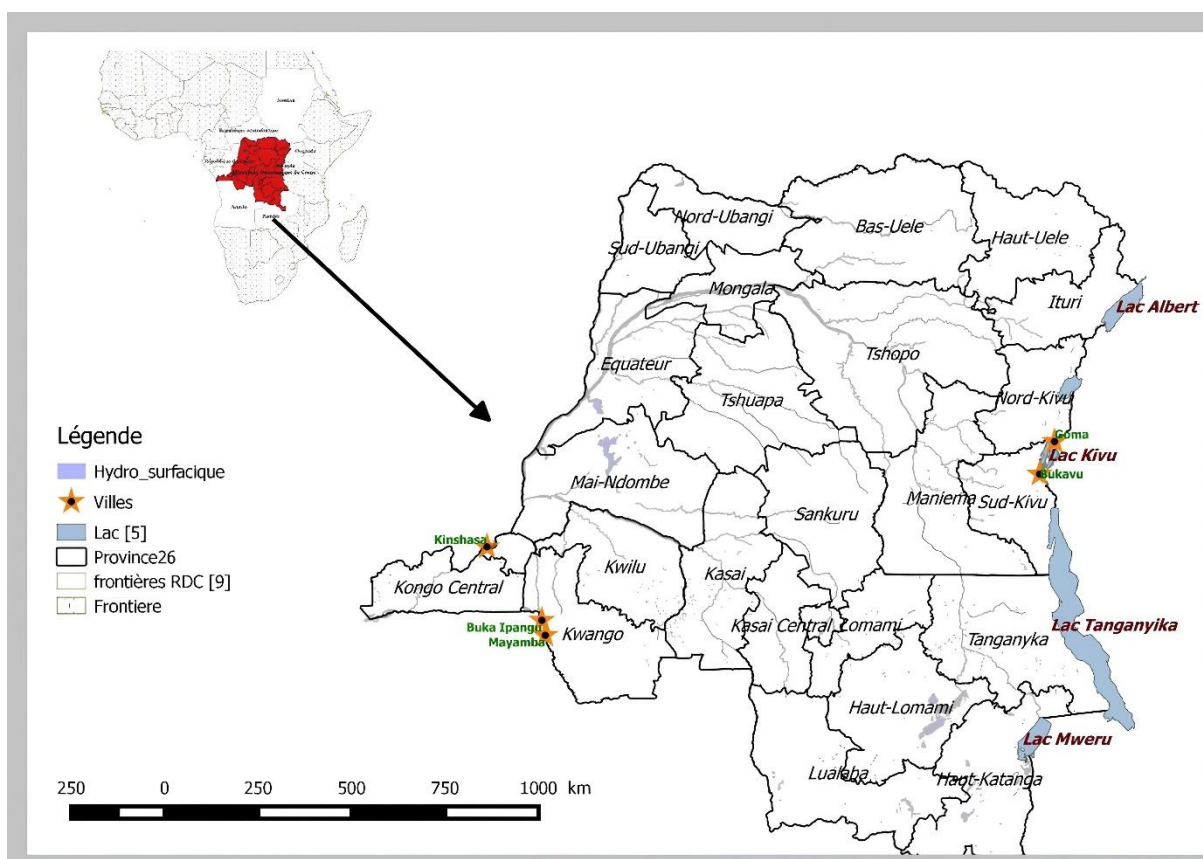 Ouganda
Nord-Ubangi
Sud-Ubangi
Bas-Uele
Haut-Uele
Mongala
Ituri
Lac Albert
Equateur
Tshopo
Tshuapa
Nord-Kivu
Goma
Lac Kivu
Bukavu
Mai-Ndombe
Sankuru
Maniema
Sud-Kivu
Légende
Hydro_surfacique
Villes
Lac [5]
Province26
frontières RDC [9]
Frontiere
Kinshasa
Kongo Central
Kwilu
Kasai
Buka Ipangu
Mayamba
Kwango
Kasai Central
Lomami
Tanganyka
Lac Tanganyika
Haut-Lomami
Lac Mweru
Lualaba
Haut-Katanga
250 0 250 500 750 1000 km